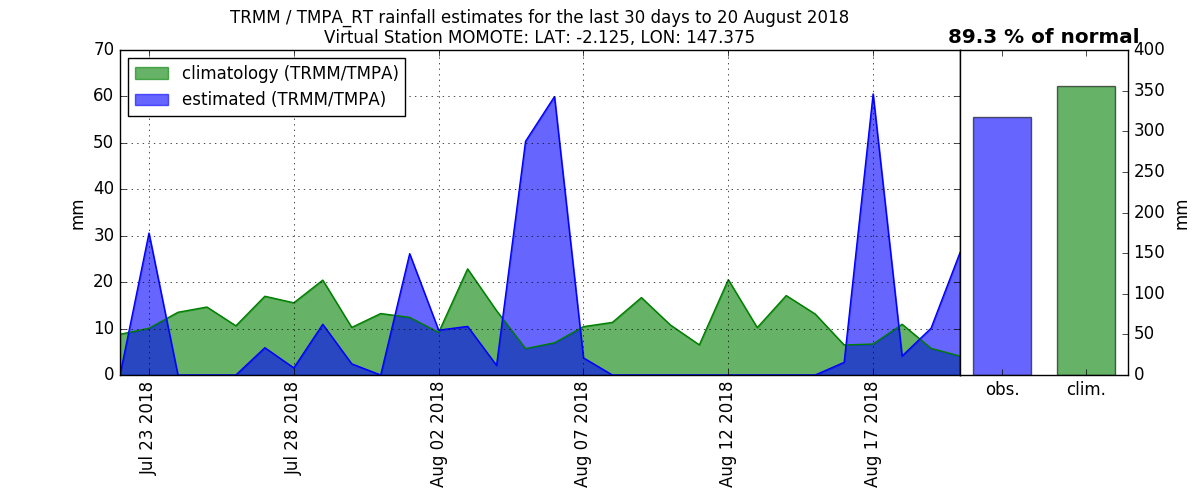 TRMM / TMPA_RT rainfall estimates for the last 30 days to 20 August 2018
Virtual Station MOMOTE: LAT: -2.125, LON: 147.375
89.3 % of normal
climatology (TRMM/TMPA)
estimated (TRMM/TMPA)
70
60
50
40
30
20
10
0
mm
Jul 23 2018
Jul 28 2018
Aug 02 2018
Aug 07 2018
Aug 12 2018
Aug 17 2018
400
350
300
250
200
150
100
50
0
mm
obs.
clim.